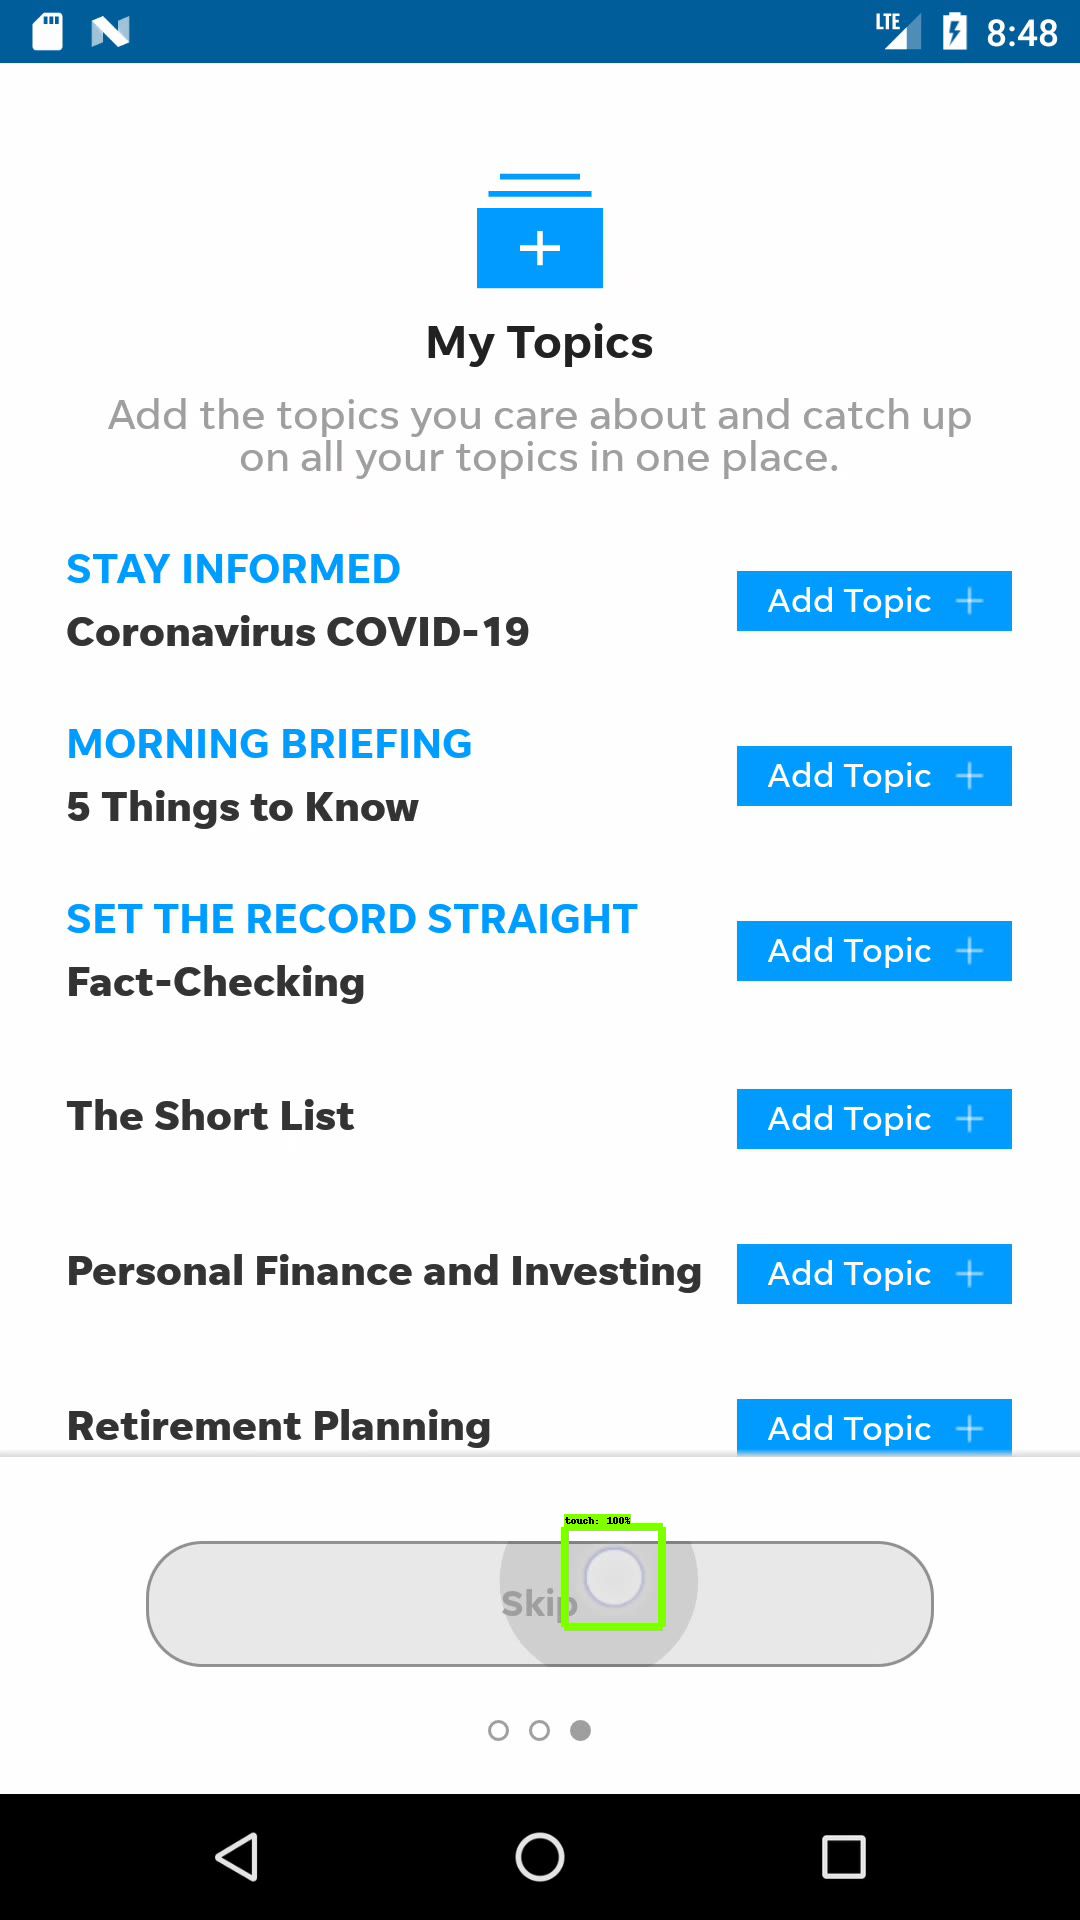 LTE 8:48
My Topics
Add the topics you care about and catch up
on all your topics in one place.
STAY INFORMED
Coronavirus COVID-19
Add Topic +
MORNING BRIEFING
5 Things to Know
Add Topic +
SET THE RECORD STRAIGHT
Fact-Checking
Add Topic +
The Short List
Add Topic +
Personal Finance and Investing
Add Topic +
Retirement Planning
Add Topic +
touch: 100%
Skip